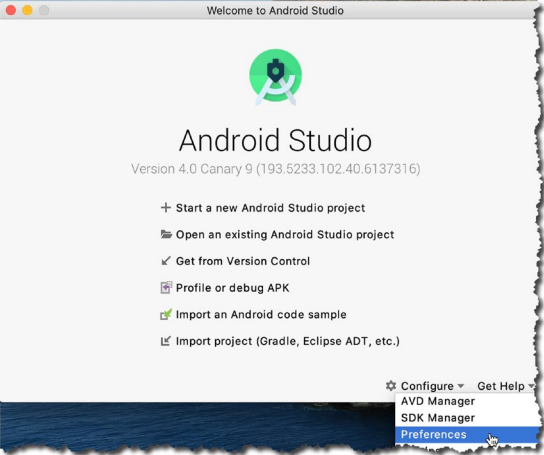 Welcome to Android Studio
Android Studio
Version 4.0 Canary 9 (193.5233.102.40.6137316)
Start a new Android Studio project
Open an existing Android Studio project
Get from Version Control
Profile or debug APK
Import an Android code sample
Import project (Gradle, Eclipse ADT, etc.)
Configure Get Help
AVD Manager
SDK Manager
Preferences